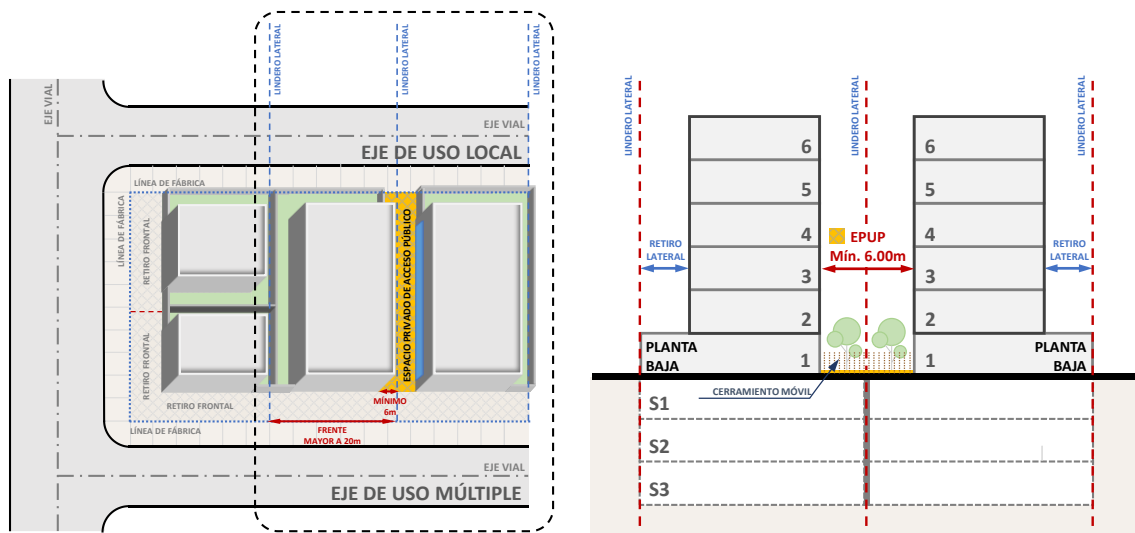 LINDERO LATERAL
LINDERO LATERAL
LINDERO LATERAL
EJE VIAL
EJE VIAL
EJE DE USO LOCAL
LÍNEA DE FÁBRICA
LÍNEA DE FÁBRICA
RETIRO FRONTAL
RETIRO FRONTAL
ESPACIO PRIVADO DE ACCESO PÚBLICO
RETIRO FRONTAL
MÍNIMO
6m
LÍNEA DE FÁBRICA
FRENTE
MAYOR A 20m
EJE VIAL
EJE DE USO MÚLTIPLE
LINDERO LATERAL
LINDERO LATERAL
LINDERO LATERAL
6
6
5
5
4
4
EPUP
Mín. 6.00m
RETIRO
LATERAL
RETIRO
LATERAL
3
3
2
2
PLANTA
BAJA
1
1
PLANTA
BAJA
CERRAMIENTO MÓVIL
S1
S2
S3